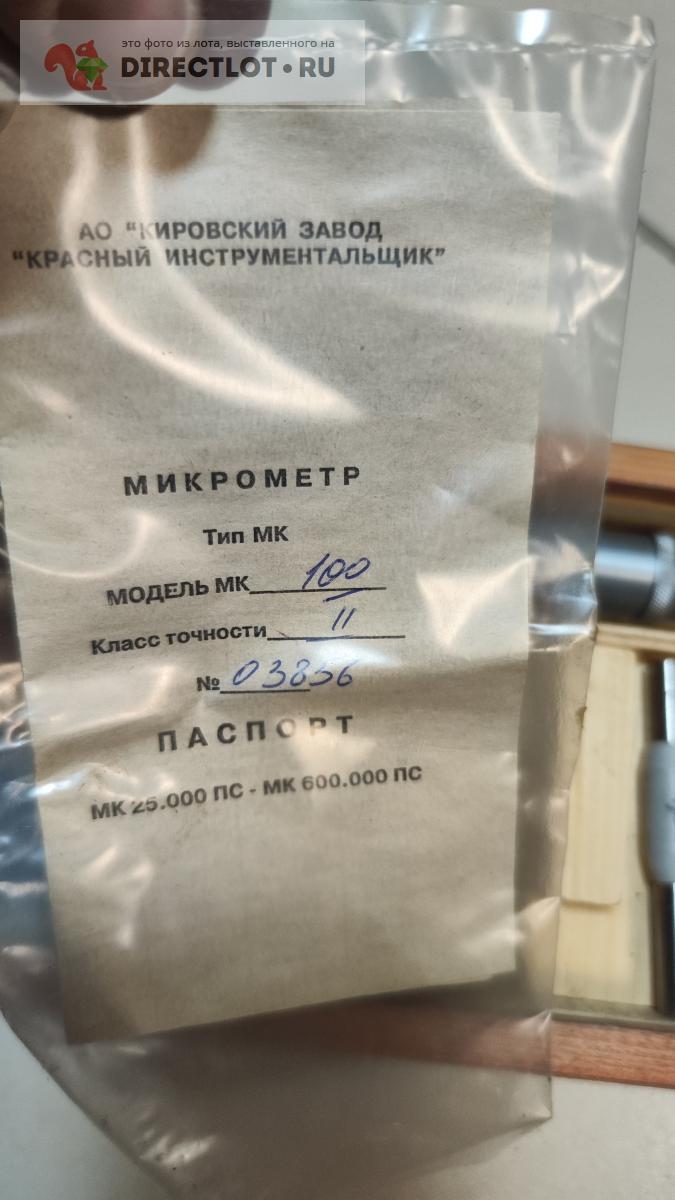 это фото из лота, выставленного на
DIRECTLOT•RU
АО "КИРОВСКИЙ ЗАВОД
"КРАСНЫЙ ИНСТРУМЕНТАЛЬЩИК"
МИКРОМЕТР
Тип МК
МОДЕЛЬ МК 100
Класс точности II
№ 03856
ПАСПОРТ
МК 25.000 ПС - МК 600.000 ПС